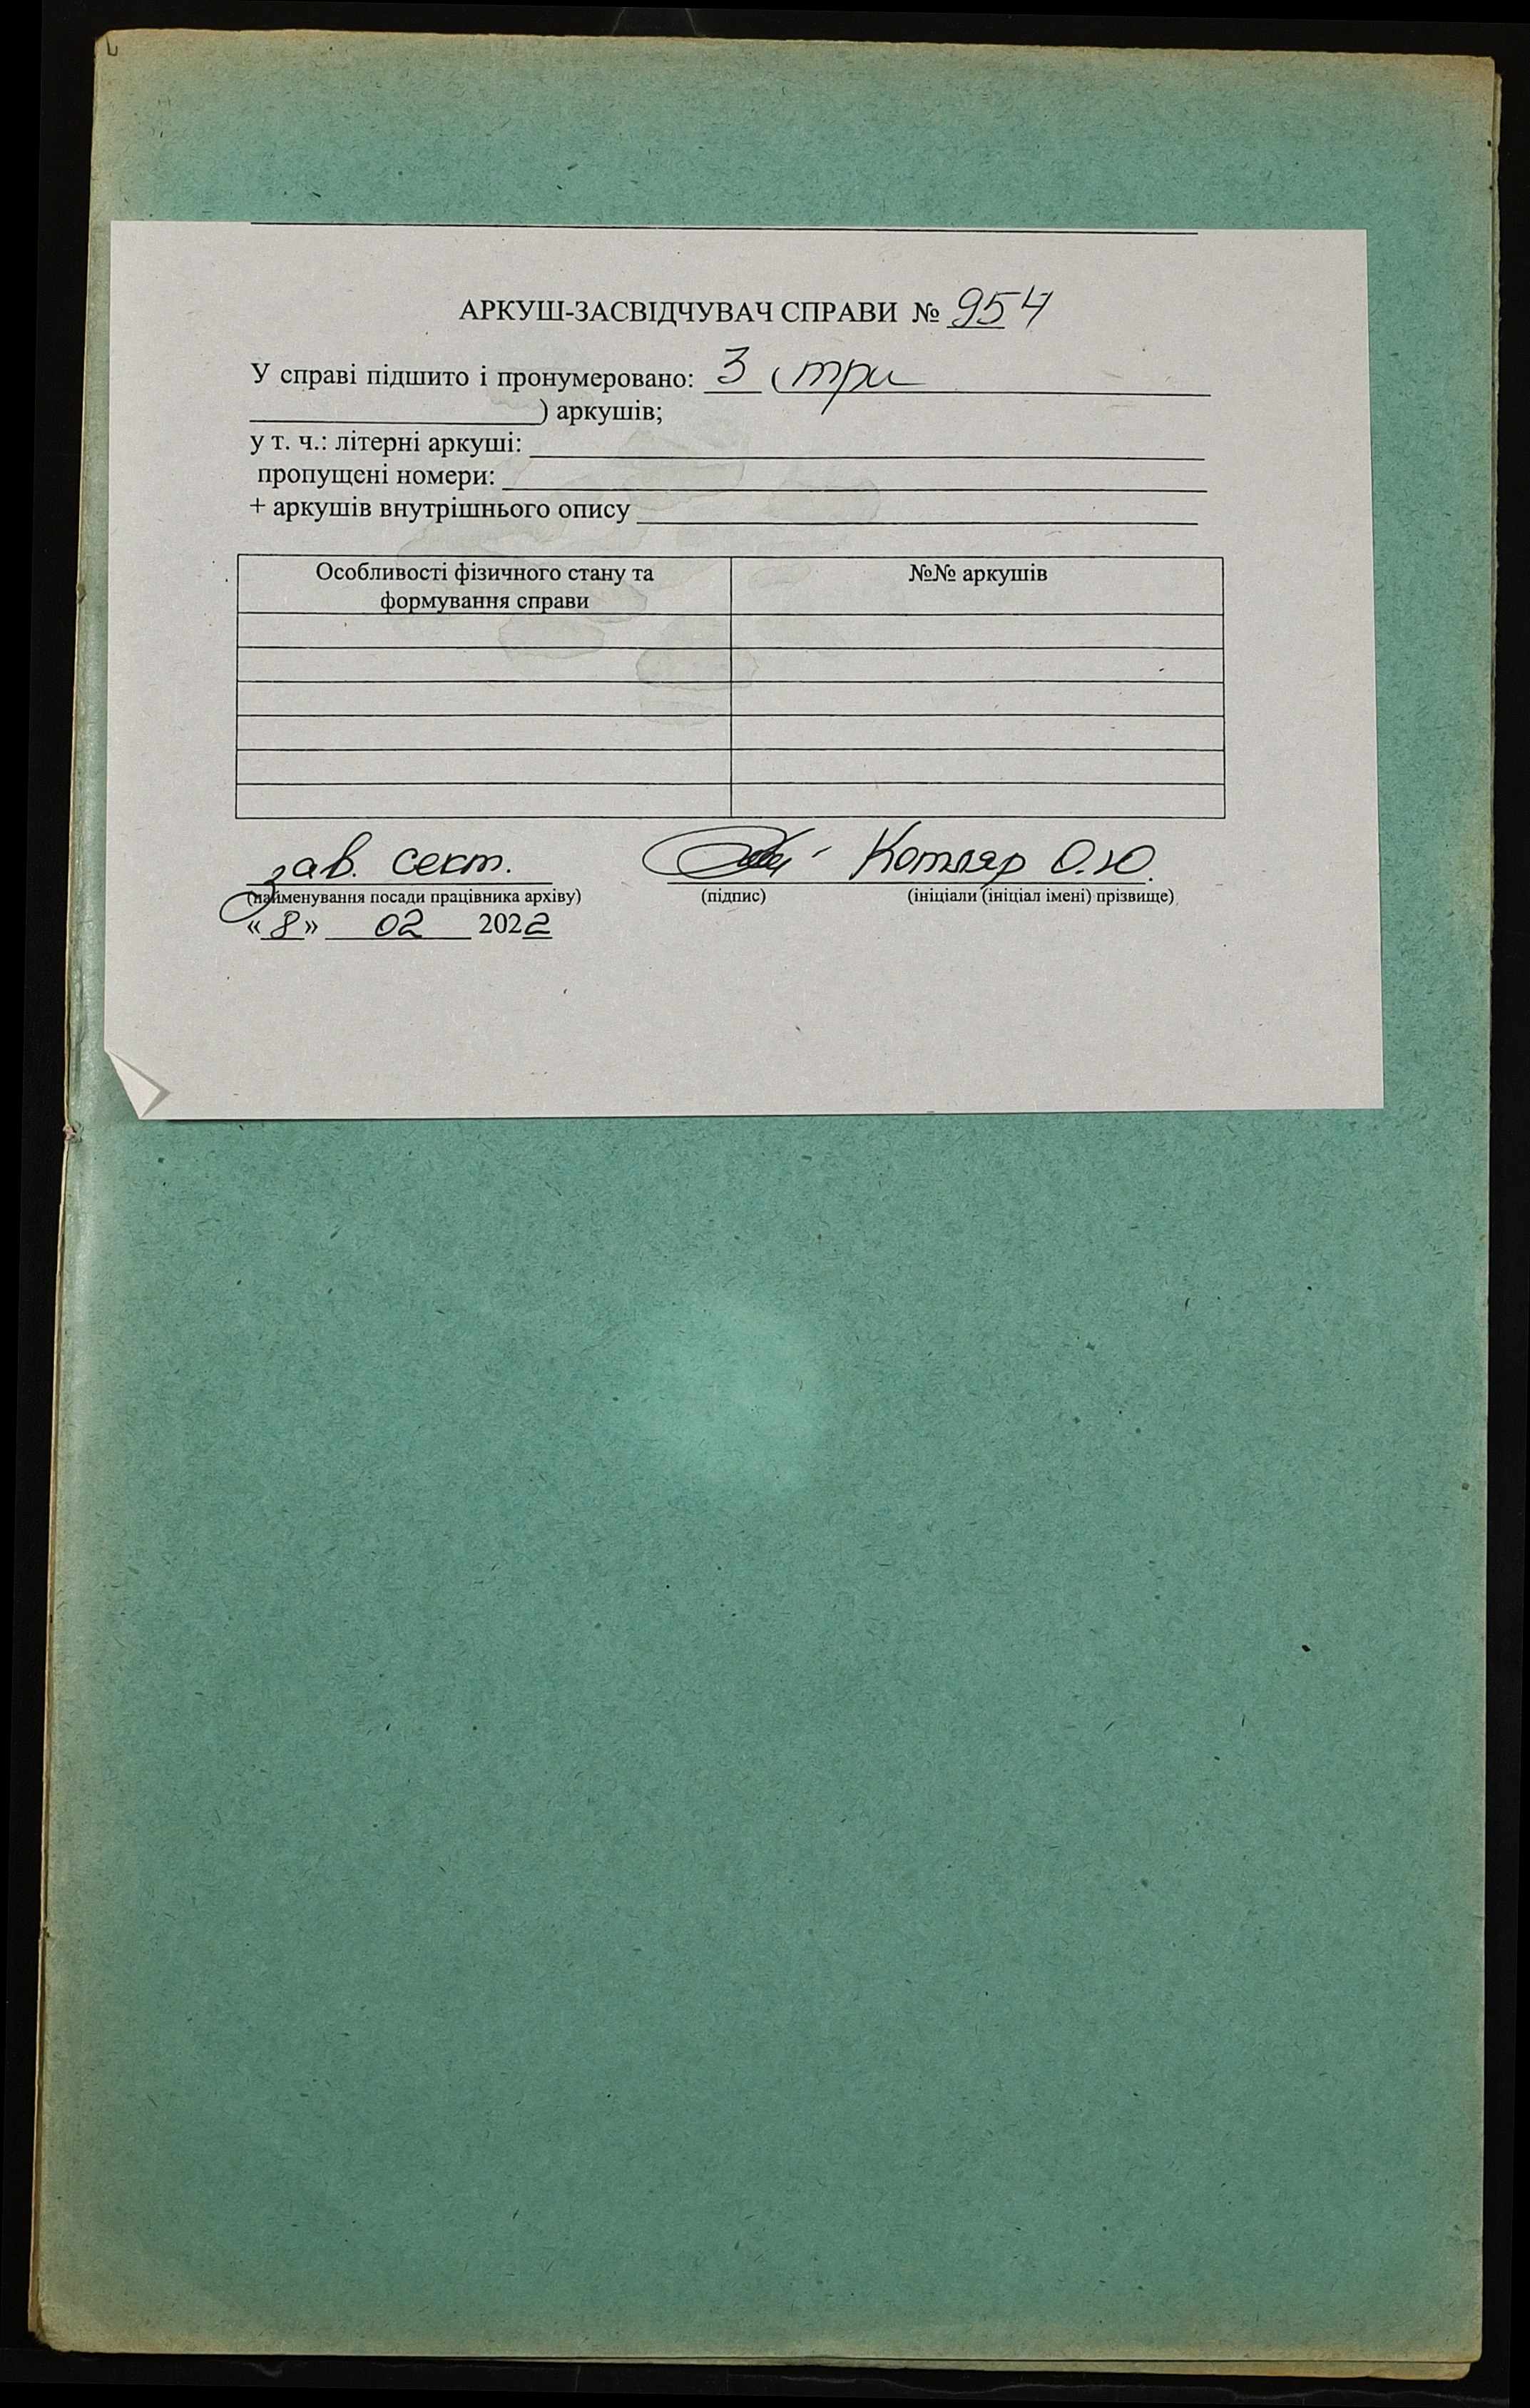 АРКУШ-ЗАСВІДЧУВАЧ СПРАВИ № 954
У справі підшито і пронумеровано: 3 ( три
) аркушів;
у т. ч.: літерні аркуші:
пропущені номери:
+ аркушів внутрішнього опису
Особливості фізичного стану та №№ аркушів
формування справи
зав. сект. Котляр О.Ю.
(найменування посади працівника архіву) (підпис) (ініціали (ініціал імені) прізвище)
« 8 » 02 2022